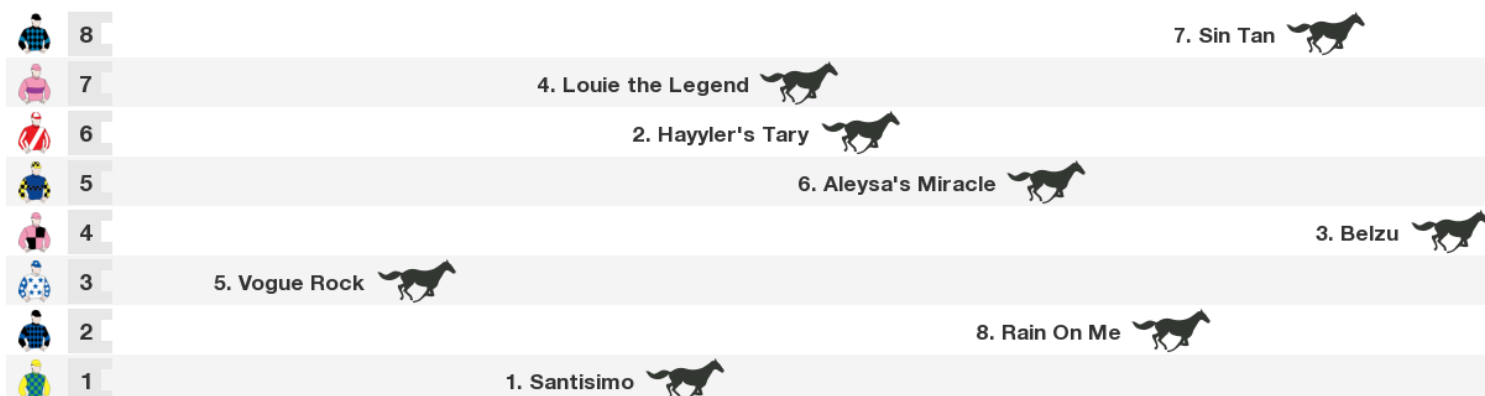 8 7. Sin Tan
7 4. Louie the Legend
6 2. Hayyler's Tary
5 6. Aleysa's Miracle
4 3. Belzu
3 5. Vogue Rock
2 8. Rain On Me
1 1. Santisimo